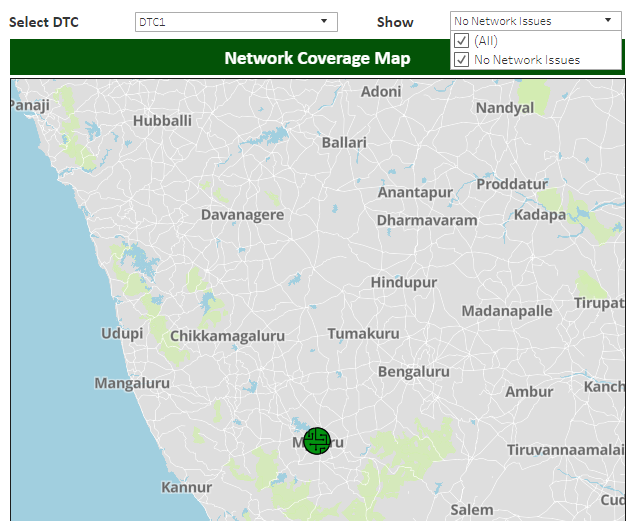 Select DTC
DTC1
Show
No Network Issues
(All)
No Network Issues
Network Coverage Map
Panaji
Adoni
Nandyal
Hubballi
Ballari
Proddatur
Anantapur
Davanagere
Dharmavaram
Kadapa
Hindupur
Madanapalle
Tirupat
Udupi
Chikkamagaluru
Tumakuru
Bengaluru
Mangaluru
Ambur
Kanch
M ru
Tiruvannaamalai
Kannur
Salem
Cud